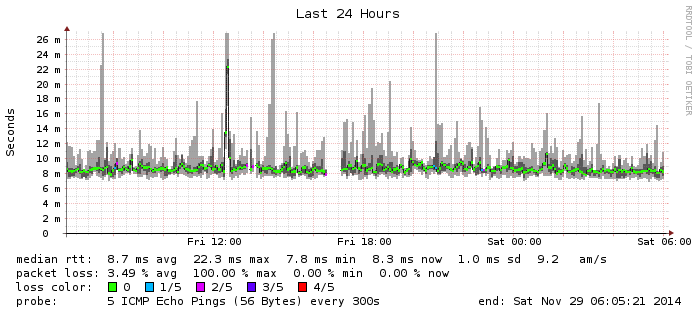 Last 24 Hours
RRDTOOL / TOBI OETIKER
Seconds
26 m
24 m
22 m
20 m
18 m
16 m
14 m
12 m
10 m
8 m
6 m
4 m
2 m
0
Fri 12:00 Fri 18:00 Sat 00:00 Sat 06:00
median rtt: 8.7 ms avg 22.3 ms max 7.8 ms min 8.3 ms now 1.0 ms sd 9.2 am/s
packet loss: 3.49 % avg 100.00 % max 0.00 % min 0.00 % now
loss color: 0 1/5 2/5 3/5 4/5
probe: 5 ICMP Echo Pings (56 Bytes) every 300s end: Sat Nov 29 06:05:21 2014